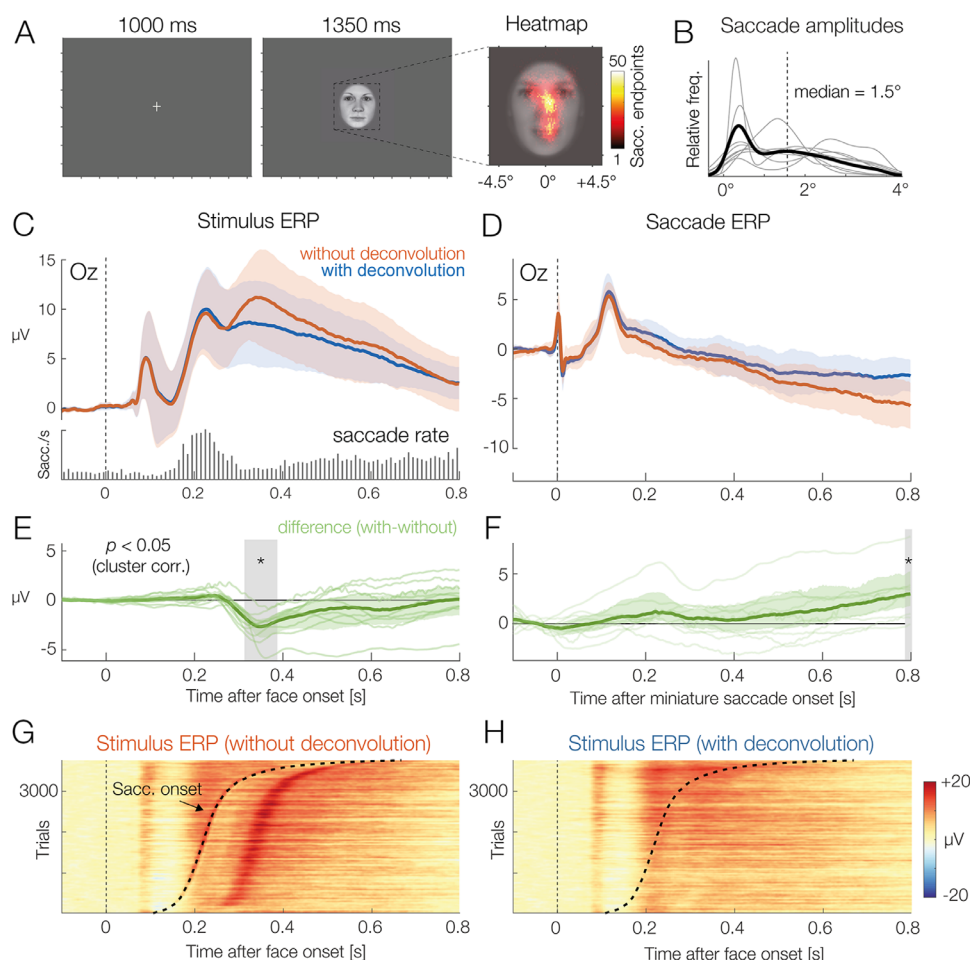 A
1000 ms
1350 ms
Heatmap
50
Sacc. endpoints
1
-4.5° 0° +4.5°
B
Saccade amplitudes
Relative freq.
median = 1.5°
0° 2° 4°
C
Stimulus ERP
without deconvolution
with deconvolution
Oz
15
10
µV
5
0
Sacc./s
saccade rate
0 0.2 0.4 0.6 0.8
D
Saccade ERP
Oz
5
0
-5
-10
0 0.2 0.4 0.6 0.8
E
difference (with-without)
p < 0.05
(cluster corr.)
*
5
µV
0
-5
0 0.2 0.4 0.6 0.8
Time after face onset [s]
F
*
5
0
0 0.2 0.4 0.6 0.8
Time after miniature saccade onset [s]
G
Stimulus ERP (without deconvolution)
3000
Sacc. onset
Trials
0 0.2 0.4 0.6 0.8
Time after face onset [s]
H
Stimulus ERP (with deconvolution)
3000
Trials
0 0.2 0.4 0.6 0.8
Time after face onset [s]
+20
µV
-20